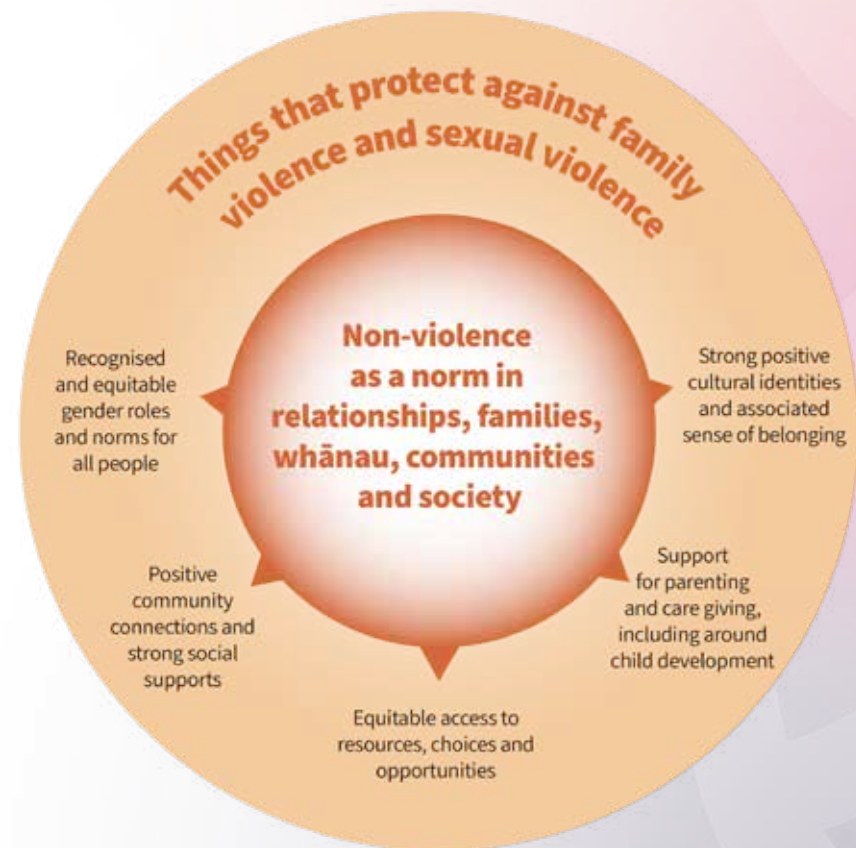 Things that protect against family
violence and sexual violence
Non-violence
as a norm in
relationships, families,
whānau, communities
and society
Recognised
and equitable
gender roles
and norms for
all people
Positive
community
connections and
strong social
supports
Equitable access to
resources, choices and
opportunities
Support
for parenting
and care giving,
including around
child development
Strong positive
cultural identities
and associated
sense of belonging